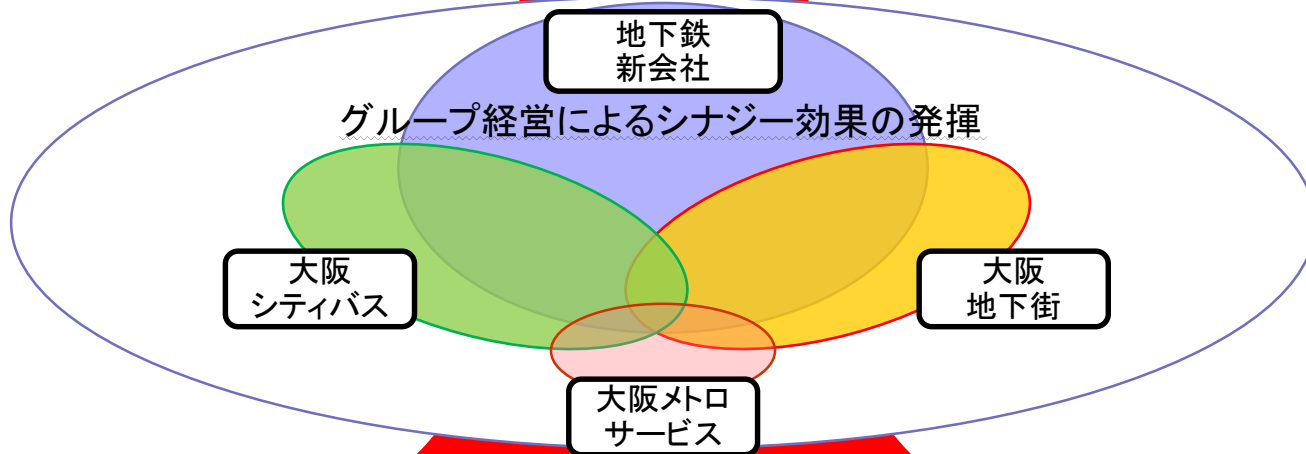 地下鉄
新会社
グループ経営によるシナジー効果の発揮
大阪
シティバス
大阪
地下街
大阪メトロ
サービス